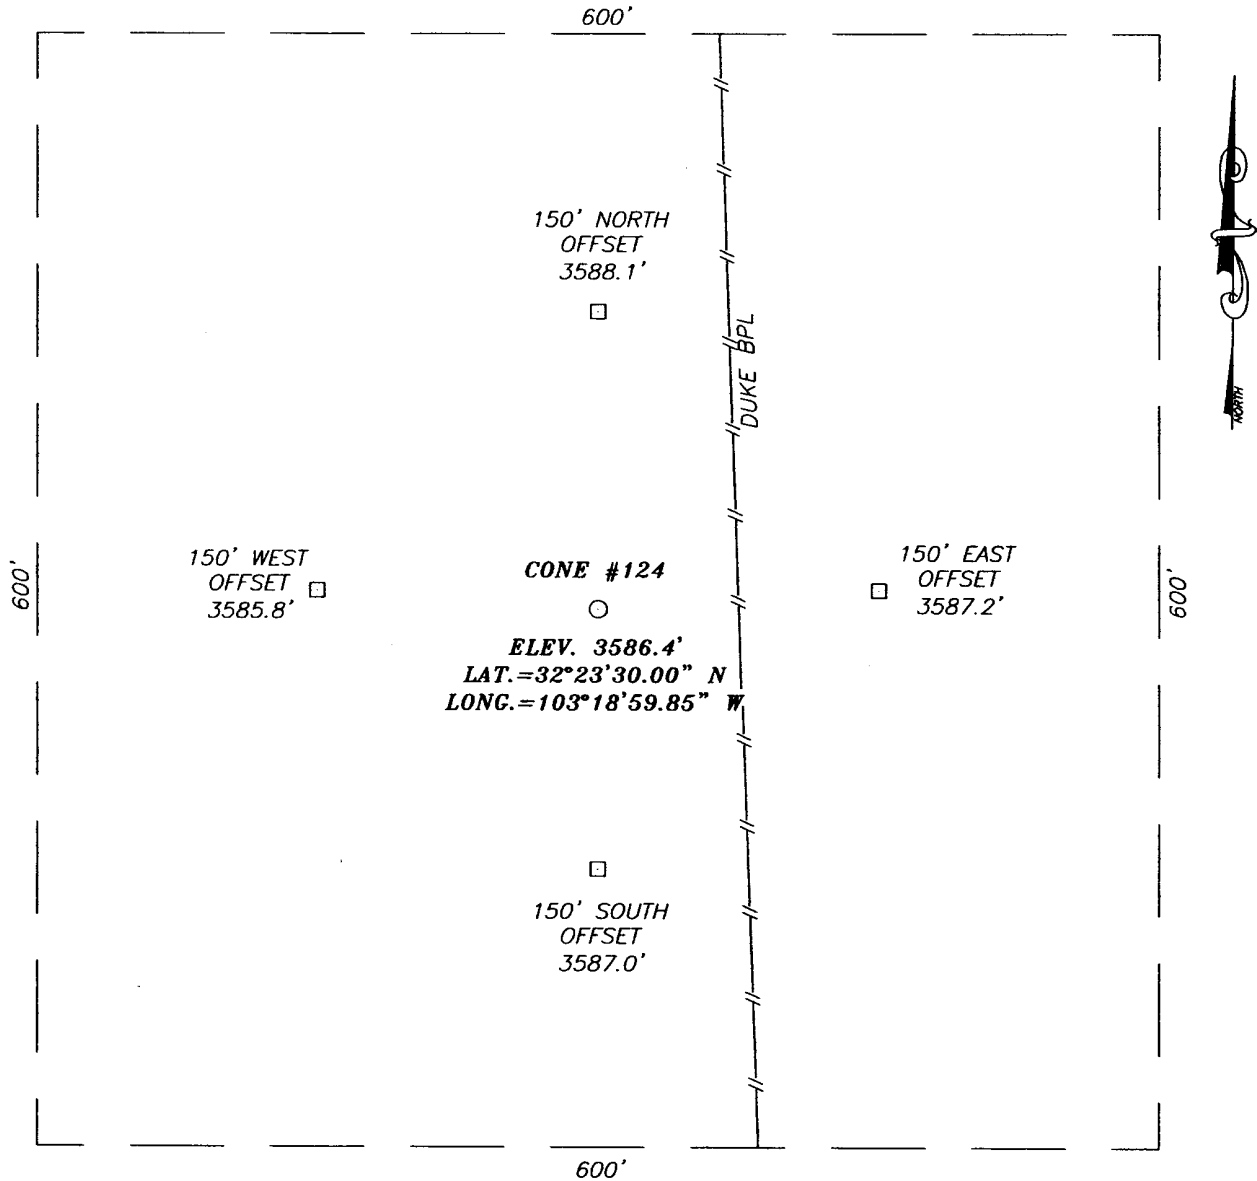 600'
150' NORTH
OFFSET
3588.1'
DUKE BPL
NORTH
150' WEST
OFFSET
3585.8'
600'
CONE #124
ELEV. 3586.4'
LAT.=32°23'30.00" N
LONG.=103°18'59.85" W
150' EAST
OFFSET
3587.2'
600'
150' SOUTH
OFFSET
3587.0'
600'